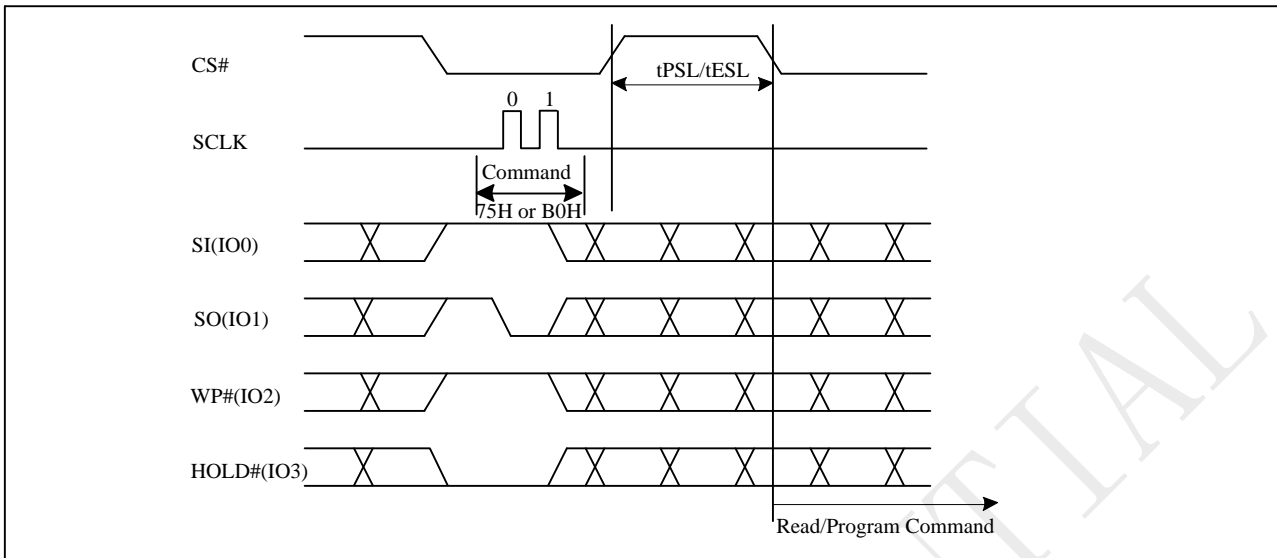 CS#
tPSL/tESL
0 1
SCLK
Command
75H or B0H
SI(IO0)
SO(IO1)
WP#(IO2)
HOLD#(IO3)
Read/Program Command
TIAL